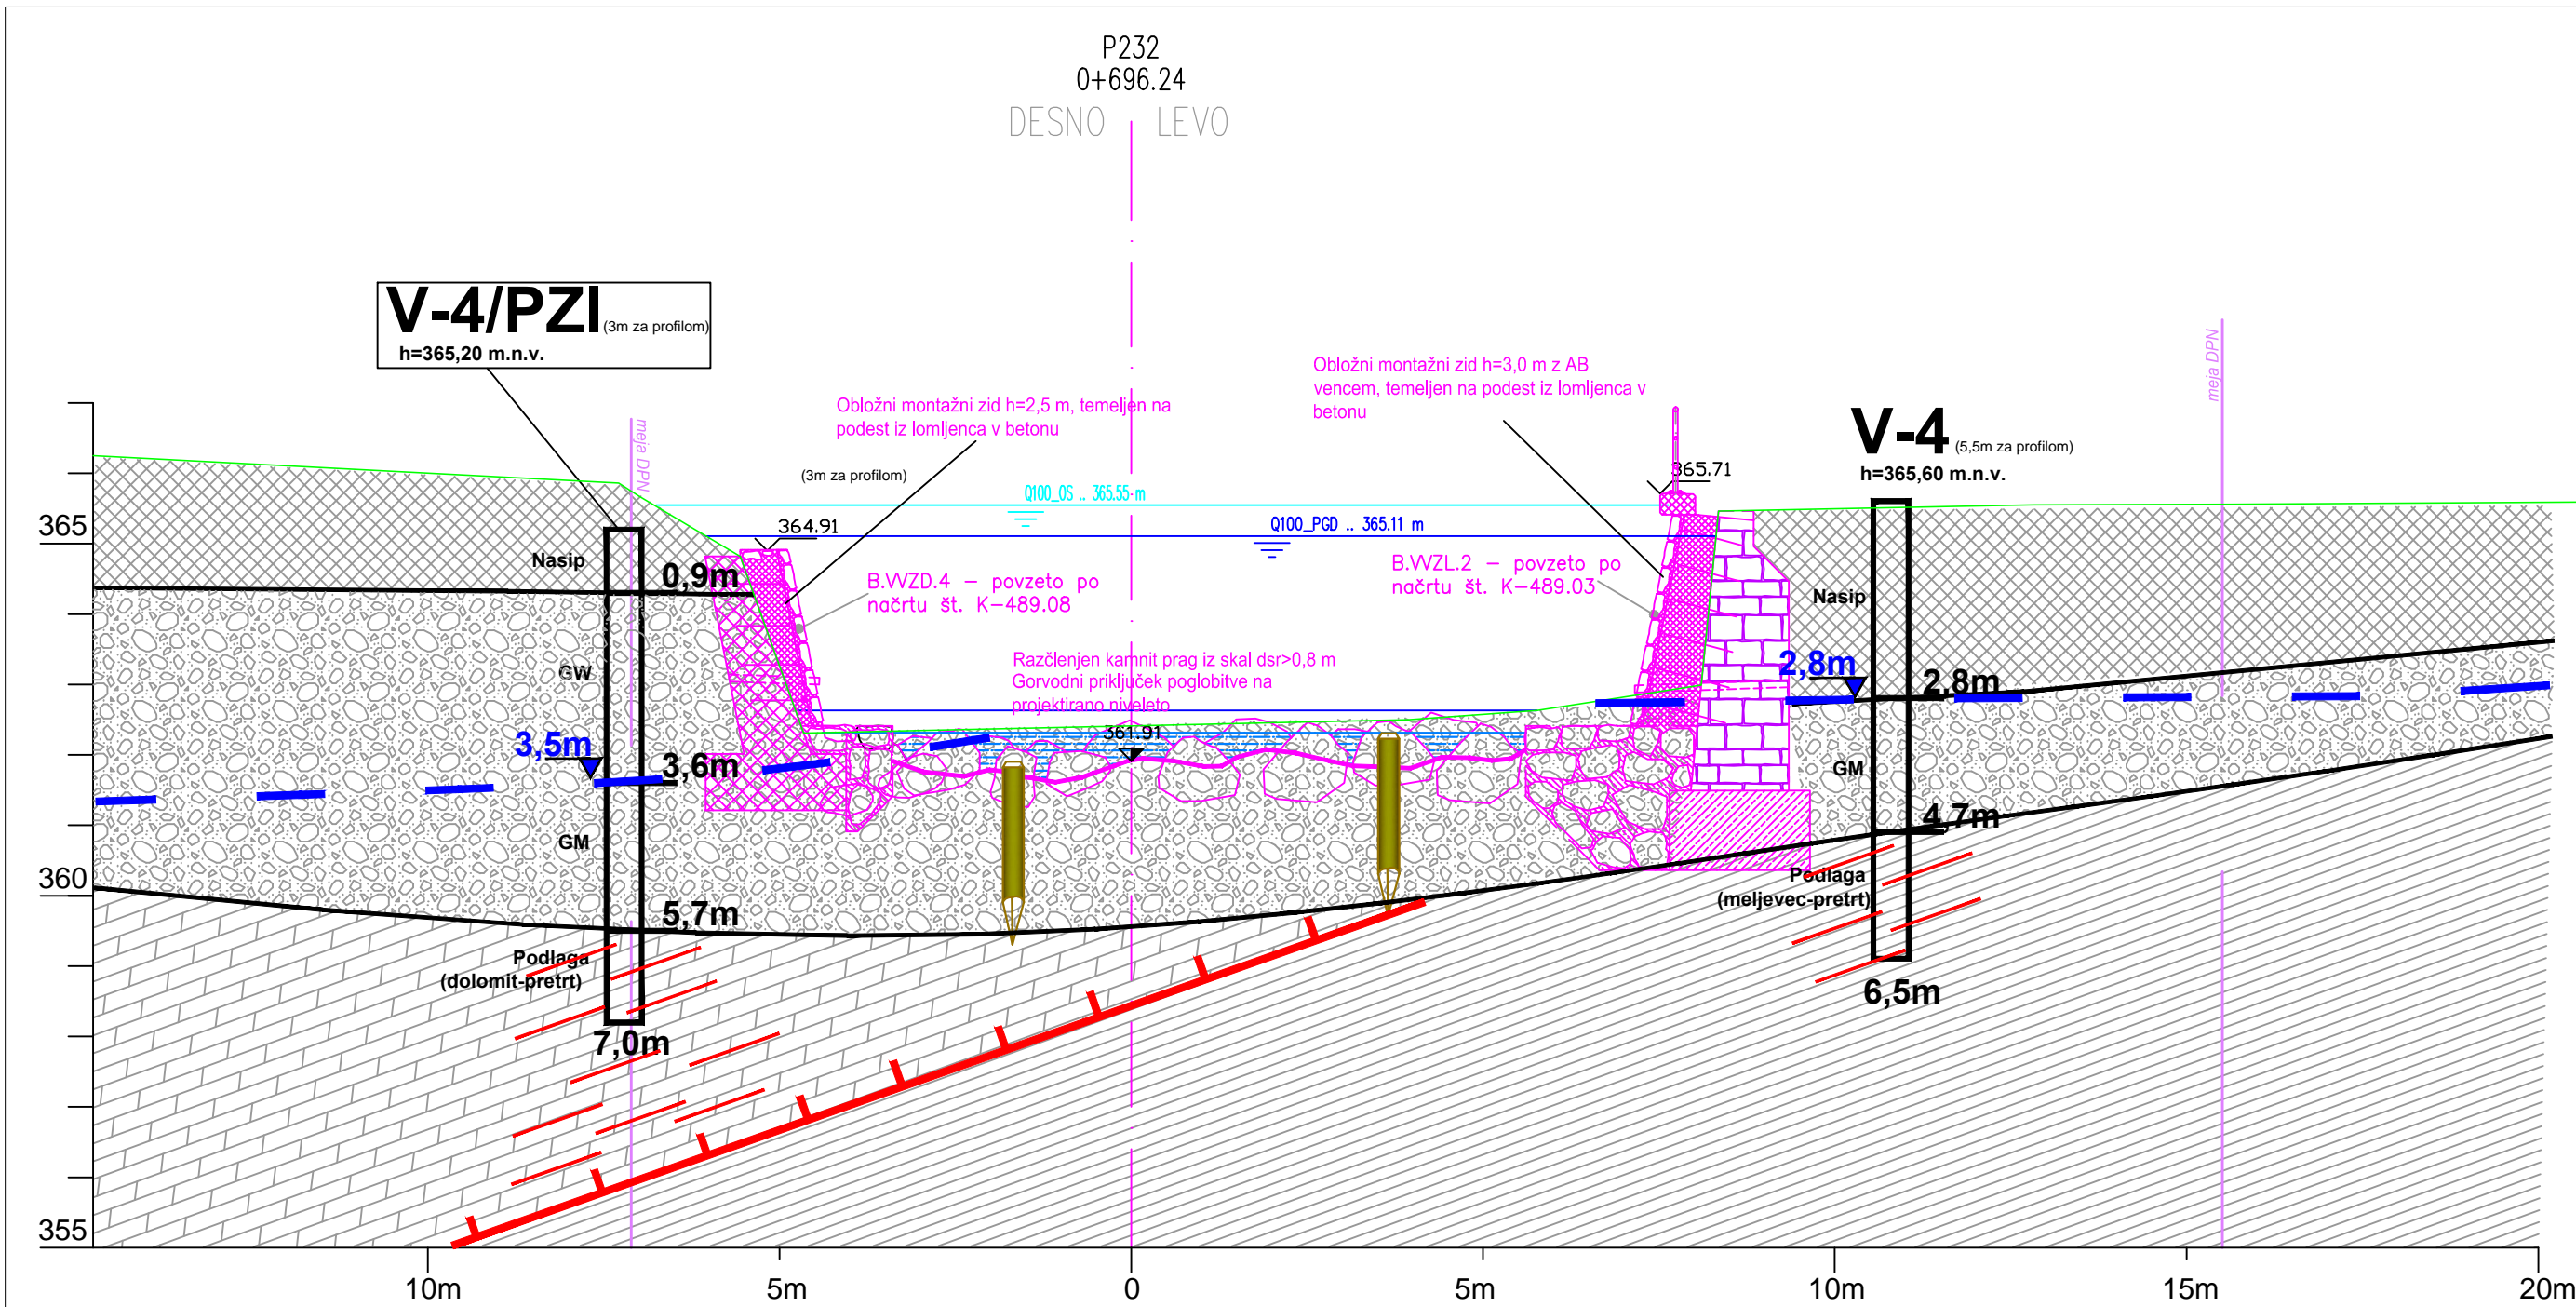 P232
0+696.24
DESNO LEVO
V-4/PZI (3m za profilom)
h=365,20 m.n.v.
Obložni montažni zid h=2,5 m, temeljen na
podest iz lomljenca v betonu
(3m za profilom)
Obložni montažni zid h=3,0 m z AB
vencem, temeljen na podest iz lomljenca v
betonu
V-4 (5,5m za profilom)
h=365,60 m.n.v.
meja DPN
meja DPN
365.71
Q100_OS .. 365.55 m
Q100_PGD .. 365.11 m
364.91
B.VVZD.4 – povzeto po
načrtu št. K–489.08
B.VVZL.2 – povzeto po
načrtu št. K–489.03
Razčlenjen kamnit prag iz skal dsr>0,8 m
Gorvodni priključek poglobitve na
projektirano niveleto
361.91
Nasip
0,9m
GW
3,5m
3,6m
GM
5,7m
Podlaga
(dolomit-pretrt)
7,0m
Nasip
2,8m
2,8m
GM
4,7m
Podlaga
(meljevec-pretrt)
6,5m
365
360
355
10m 5m 0 5m 10m 15m 20m